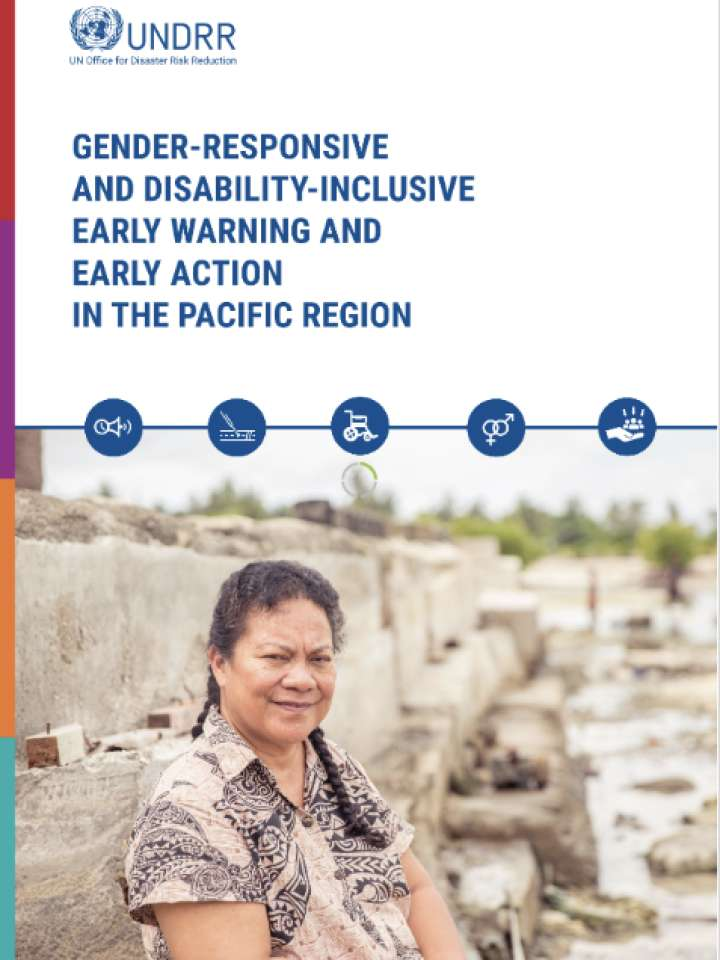 UNDRR
UN Office for Disaster Risk Reduction
GENDER-RESPONSIVE
AND DISABILITY-INCLUSIVE
EARLY WARNING AND
EARLY ACTION
IN THE PACIFIC REGION